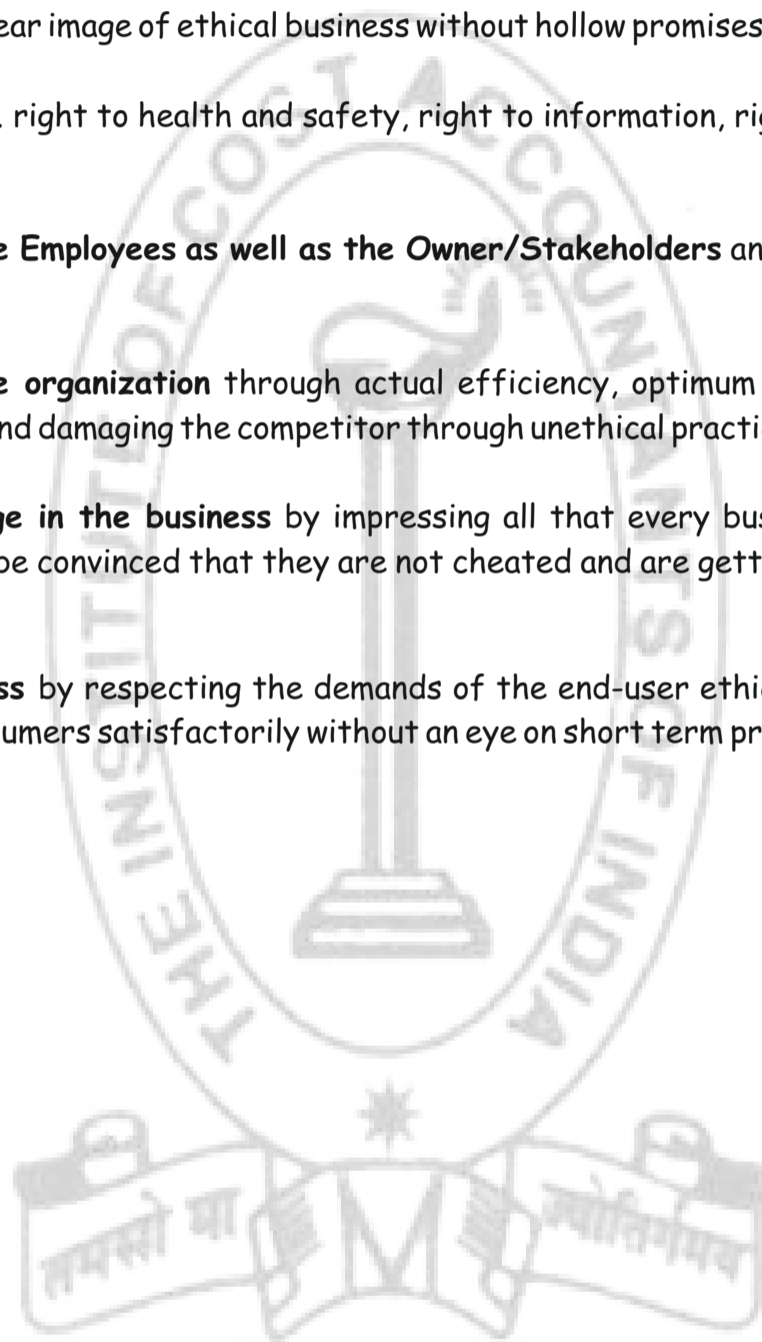 ear image of ethical business without hollow promises
. right to health and safety, right to information, rig
e Employees as well as the Owner/Stakeholders an
e organization through actual efficiency, optimum
nd damaging the competitor through unethical practi
ge in the business by impressing all that every bus
be convinced that they are not cheated and are gett
ss by respecting the demands of the end-user ethi
umers satisfactorily without an eye on short term pr
THE INSTITUTE OF COST ACCOUNTANTS OF INDIA
तमसो मा ज्योतिर्गमय